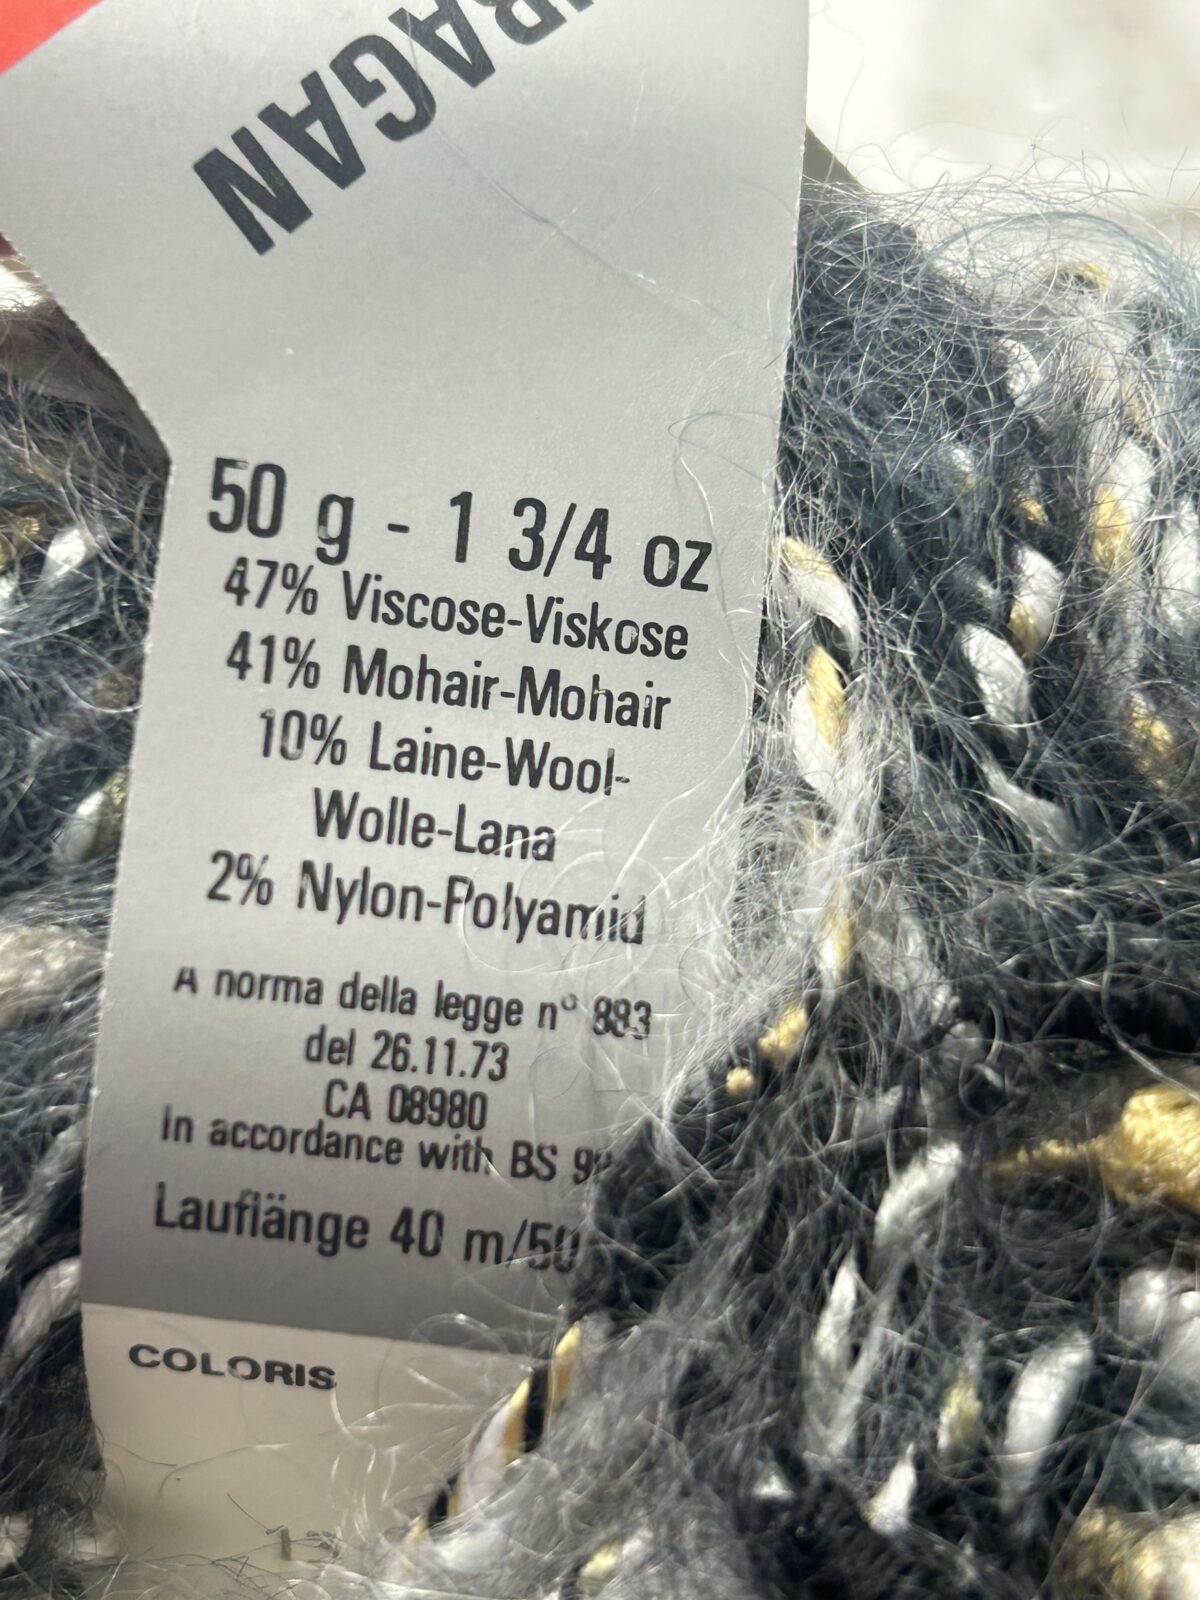 50 g - 1 3/4 oz
47% Viscose-Viskose
41% Mohair-Mohair
10% Laine-Wool-
Wolle-Lana
2% Nylon-Polyamid
A norma della legge n° 883
del 26.11.73
CA 08980
In accordance with BS
Lauflänge 40 m/50
COLORIS